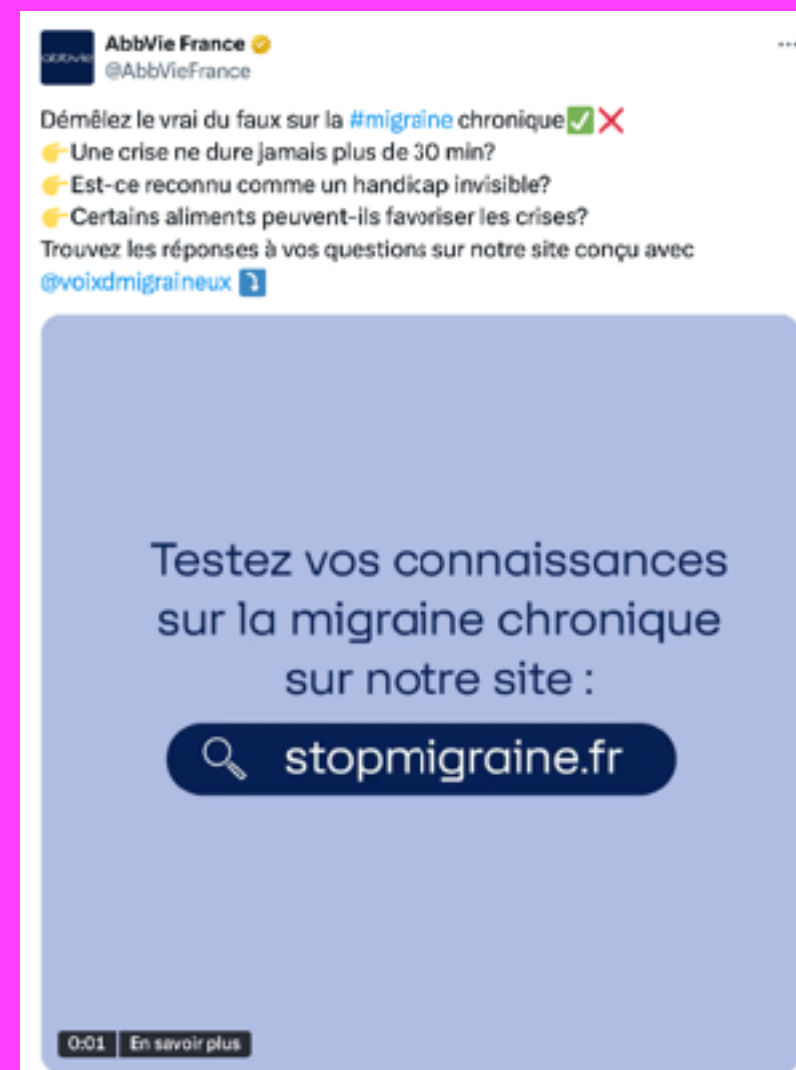 abbvie
AbbVie France
@AbbVieFrance
Démêlez le vrai du faux sur la #migraine chronique✅❌
👉Une crise ne dure jamais plus de 30 min?
👉Est-ce reconnu comme un handicap invisible?
👉Certains aliments peuvent-ils favoriser les crises?
Trouvez les réponses à vos questions sur notre site conçu avec
@voixdmigraineux ⤵️
Testez vos connaissances
sur la migraine chronique
sur notre site :
stopmigraine.fr
0:01 En savoir plus